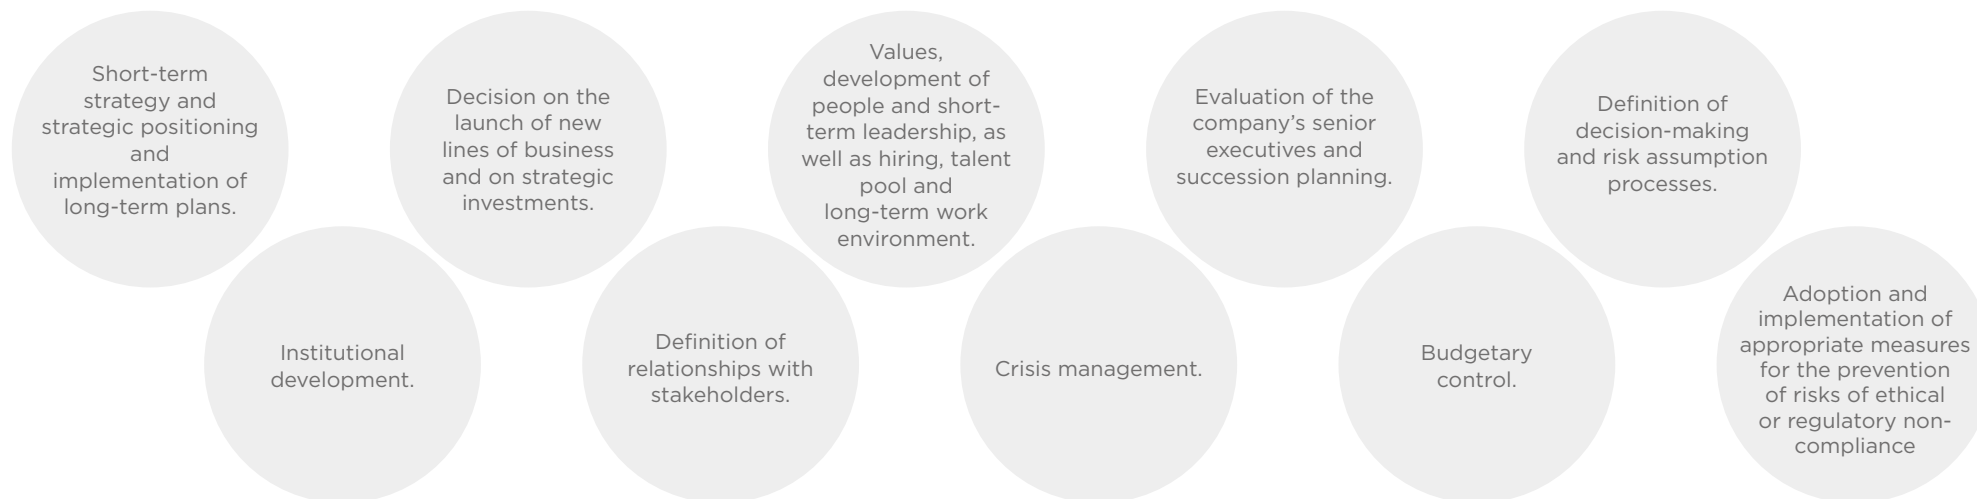 Short-term
strategy and
strategic positioning
and
implementation of
long-term plans.
Institutional
development.
Decision on the
launch of new
lines of business
and on strategic
investments.
Definition of
relationships with
stakeholders.
Values,
development of
people and short-
term leadership, as
well as hiring, talent
pool and
long-term work
environment.
Crisis management.
Evaluation of the
company’s senior
executives and
succession planning.
Budgetary
control.
Definition of
decision-making
and risk assumption
processes.
Adoption and
implementation of
appropriate measures
for the prevention
of risks of ethical
or regulatory non-
compliance